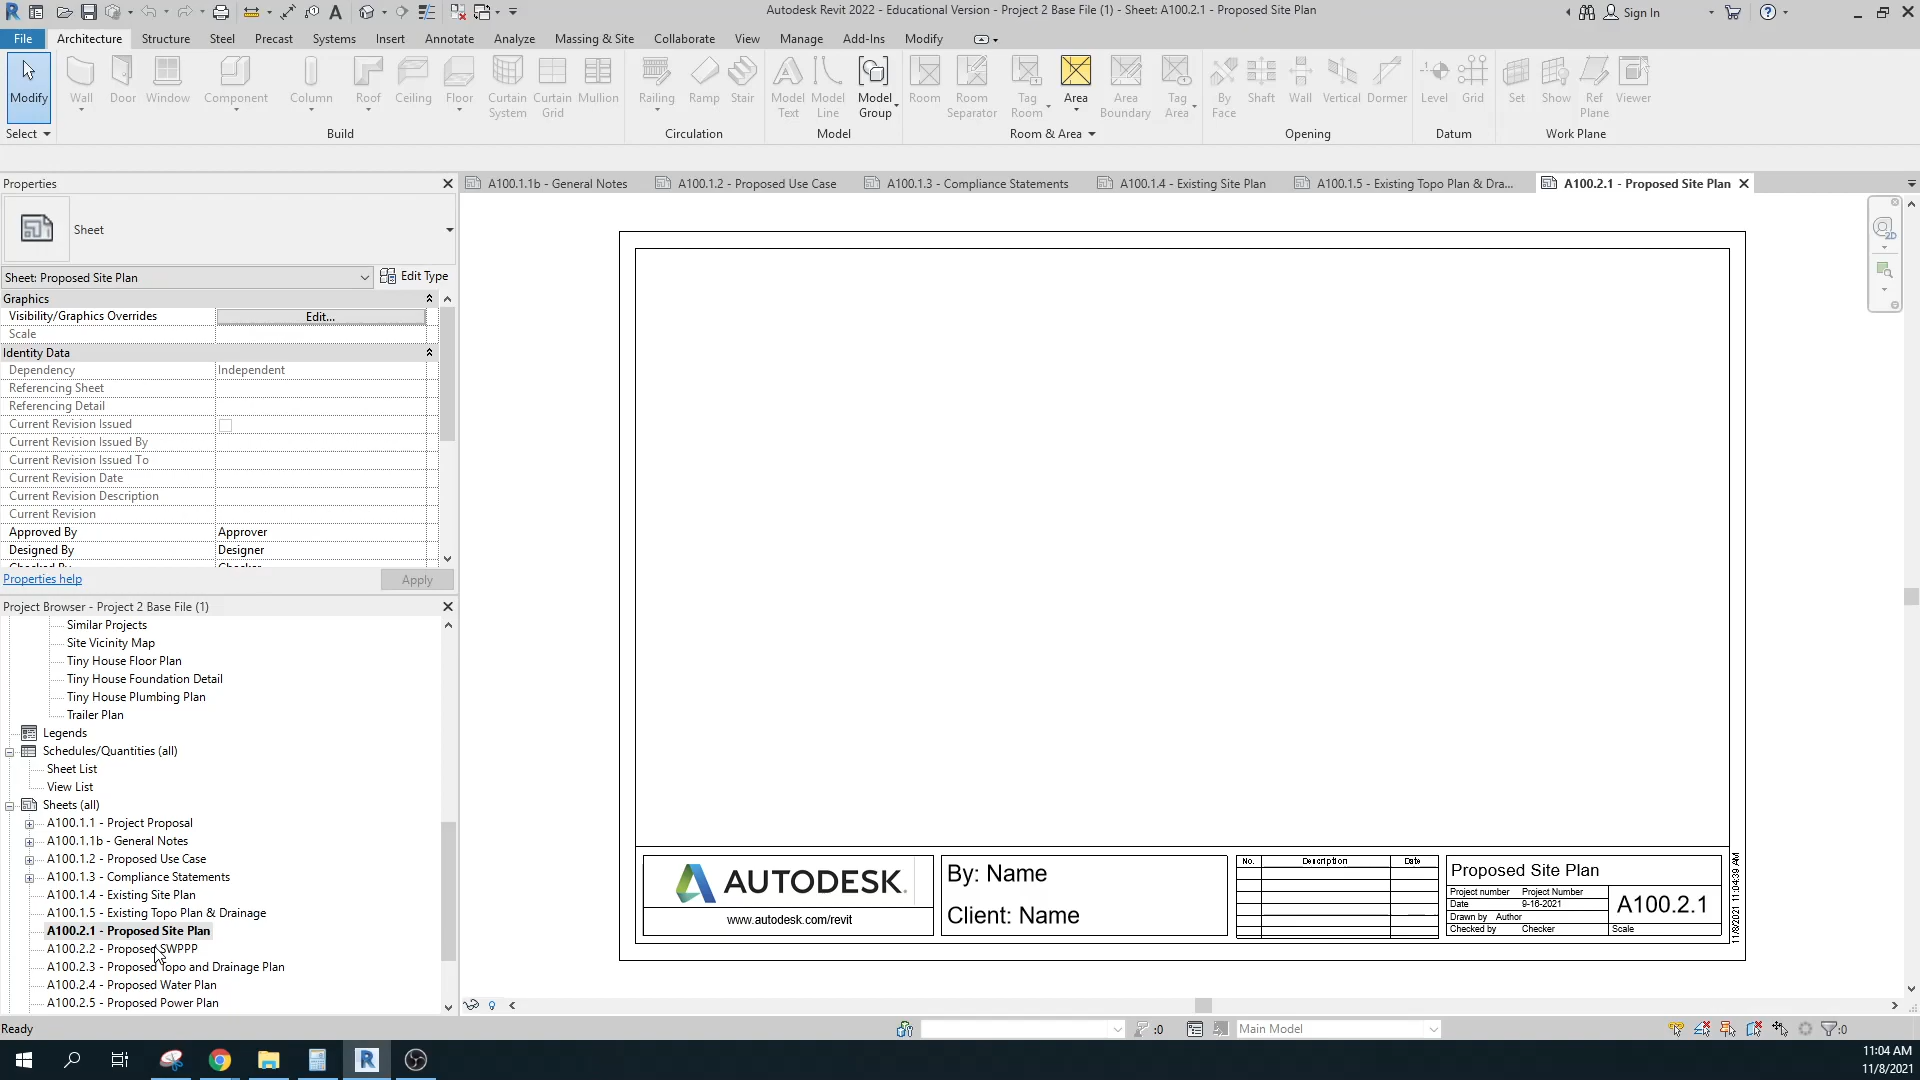 Autodesk Revit 2022 - Educational Version - Project 2 Base File (1) - Sheet: A100.2.1 - Proposed Site Plan
Sign In
File Architecture Structure Steel Precast Systems Insert Annotate Analyze Massing & Site Collaborate View Manage Add-Ins Modify
Modify Wall Door Window Component Column Roof Ceiling Floor Curtain System Curtain Grid Mullion Railing Ramp Stair Model Text Model Line Model Group Room Room Separator Tag Room Area Area Boundary Tag Area By Face Shaft Wall Vertical Dormer Level Grid Set Show Ref Plane Viewer
Select Build Circulation Model Room & Area Opening Datum Work Plane
Properties
A100.1.1b - General Notes A100.1.2 - Proposed Use Case A100.1.3 - Compliance Statements A100.1.4 - Existing Site Plan A100.1.5 - Existing Topo Plan & Dra... A100.2.1 - Proposed Site Plan
Sheet
Sheet: Proposed Site Plan Edit Type
Graphics
Visibility/Graphics Overrides Edit...
Scale
Identity Data
Dependency Independent
Referencing Sheet
Referencing Detail
Current Revision Issued
Current Revision Issued By
Current Revision Issued To
Current Revision Date
Current Revision Description
Current Revision
Approved By Approver
Designed By Designer
Checked By Checker
Properties help Apply
Project Browser - Project 2 Base File (1)
Similar Projects
Site Vicinity Map
Tiny House Floor Plan
Tiny House Foundation Detail
Tiny House Plumbing Plan
Trailer Plan
Legends
Schedules/Quantities (all)
Sheet List
View List
Sheets (all)
A100.1.1 - Project Proposal
A100.1.1b - General Notes
A100.1.2 - Proposed Use Case
A100.1.3 - Compliance Statements
A100.1.4 - Existing Site Plan
A100.1.5 - Existing Topo Plan & Drainage
A100.2.1 - Proposed Site Plan
A100.2.2 - Proposed SWPPP
A100.2.3 - Proposed Topo and Drainage Plan
A100.2.4 - Proposed Water Plan
A100.2.5 - Proposed Power Plan
2D
AUTODESK.
www.autodesk.com/revit
By: Name
Client: Name
No. Description Date
Proposed Site Plan
Project number Project Number
Date 9-16-2021
Drawn by Author
Checked by Checker
A100.2.1
Scale
11/8/2021 11:04:39 AM
Ready :0 Main Model :0
11:04 AM
11/8/2021